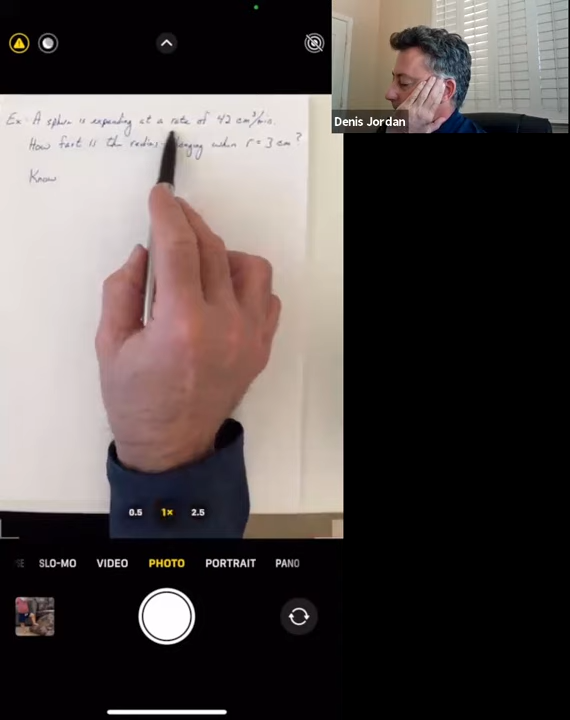 Denis Jordan
Ex. A sphere is expanding at a rate of 42 cm³/min.
How fast is the radius changing when r = 3 cm?
Know
0.5 1× 2.5
SLO-MO VIDEO PHOTO PORTRAIT PANO